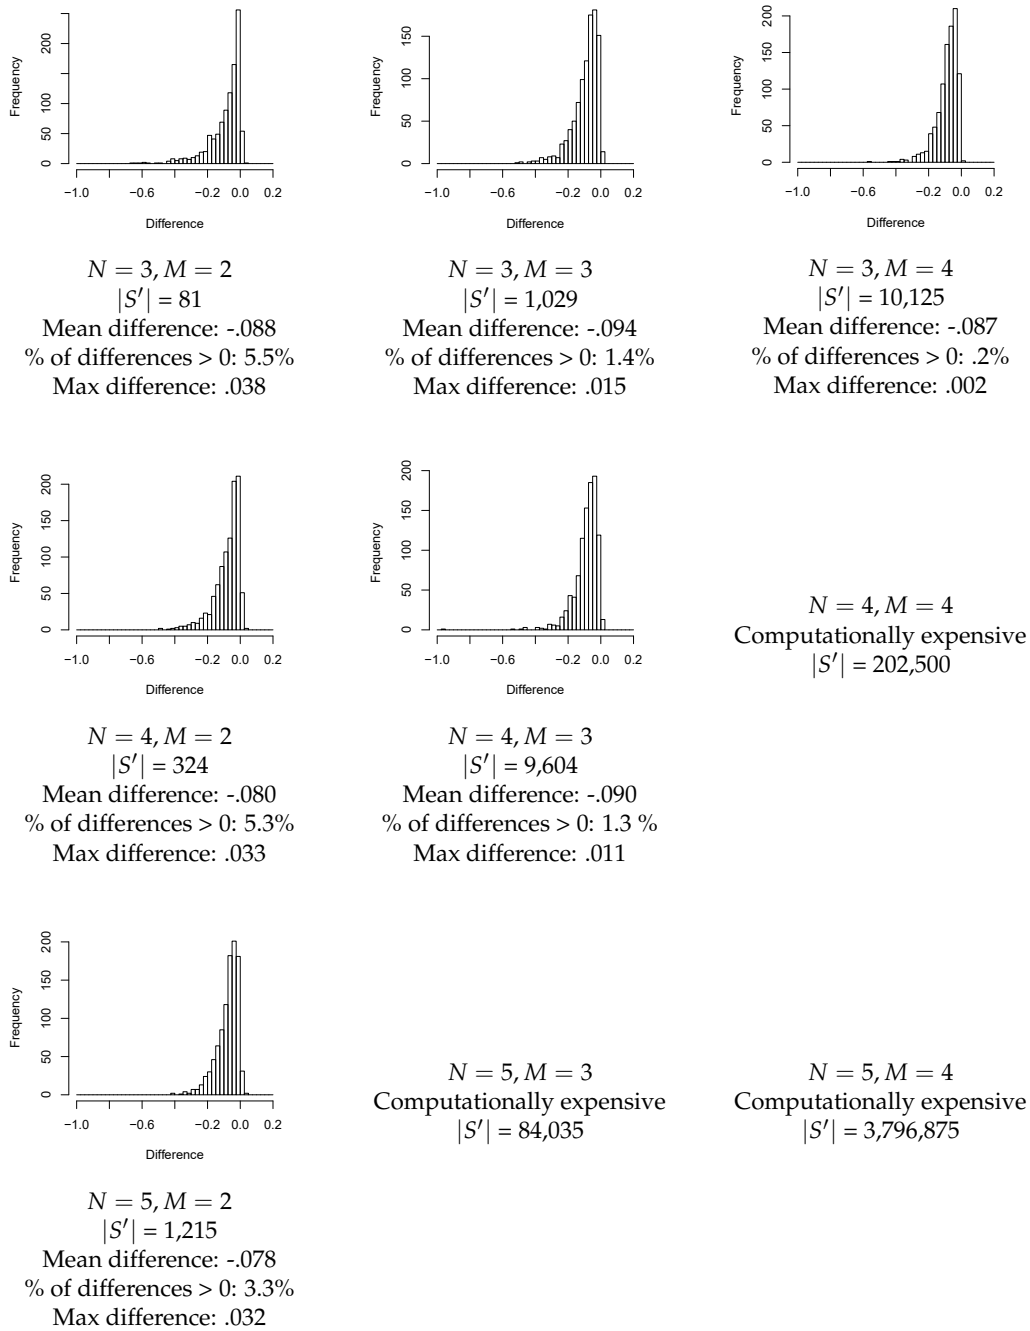 Frequency
200
100
50
0
−1.0
−0.6
−0.2
0.0
0.2
Difference
N = 3, M = 2
|S′| = 81
Mean difference: -.088
% of differences > 0: 5.5%
Max difference: .038
Frequency
150
100
50
0
−1.0
−0.6
−0.2
0.0
0.2
Difference
N = 3, M = 3
|S′| = 1,029
Mean difference: -.094
% of differences > 0: 1.4%
Max difference: .015
Frequency
200
150
100
50
0
−1.0
−0.6
−0.2
0.0
0.2
Difference
N = 3, M = 4
|S′| = 10,125
Mean difference: -.087
% of differences > 0: .2%
Max difference: .002
Frequency
200
150
100
50
0
−1.0
−0.6
−0.2
0.0
0.2
Difference
N = 4, M = 2
|S′| = 324
Mean difference: -.080
% of differences > 0: 5.3%
Max difference: .033
Frequency
200
150
100
50
0
−1.0
−0.6
−0.2
0.0
0.2
Difference
N = 4, M = 3
|S′| = 9,604
Mean difference: -.090
% of differences > 0: 1.3 %
Max difference: .011
N = 4, M = 4
Computationally expensive
|S′| = 202,500
Frequency
200
150
100
50
0
−1.0
−0.6
−0.2
0.0
0.2
Difference
N = 5, M = 2
|S′| = 1,215
Mean difference: -.078
% of differences > 0: 3.3%
Max difference: .032
N = 5, M = 3
Computationally expensive
|S′| = 84,035
N = 5, M = 4
Computationally expensive
|S′| = 3,796,875